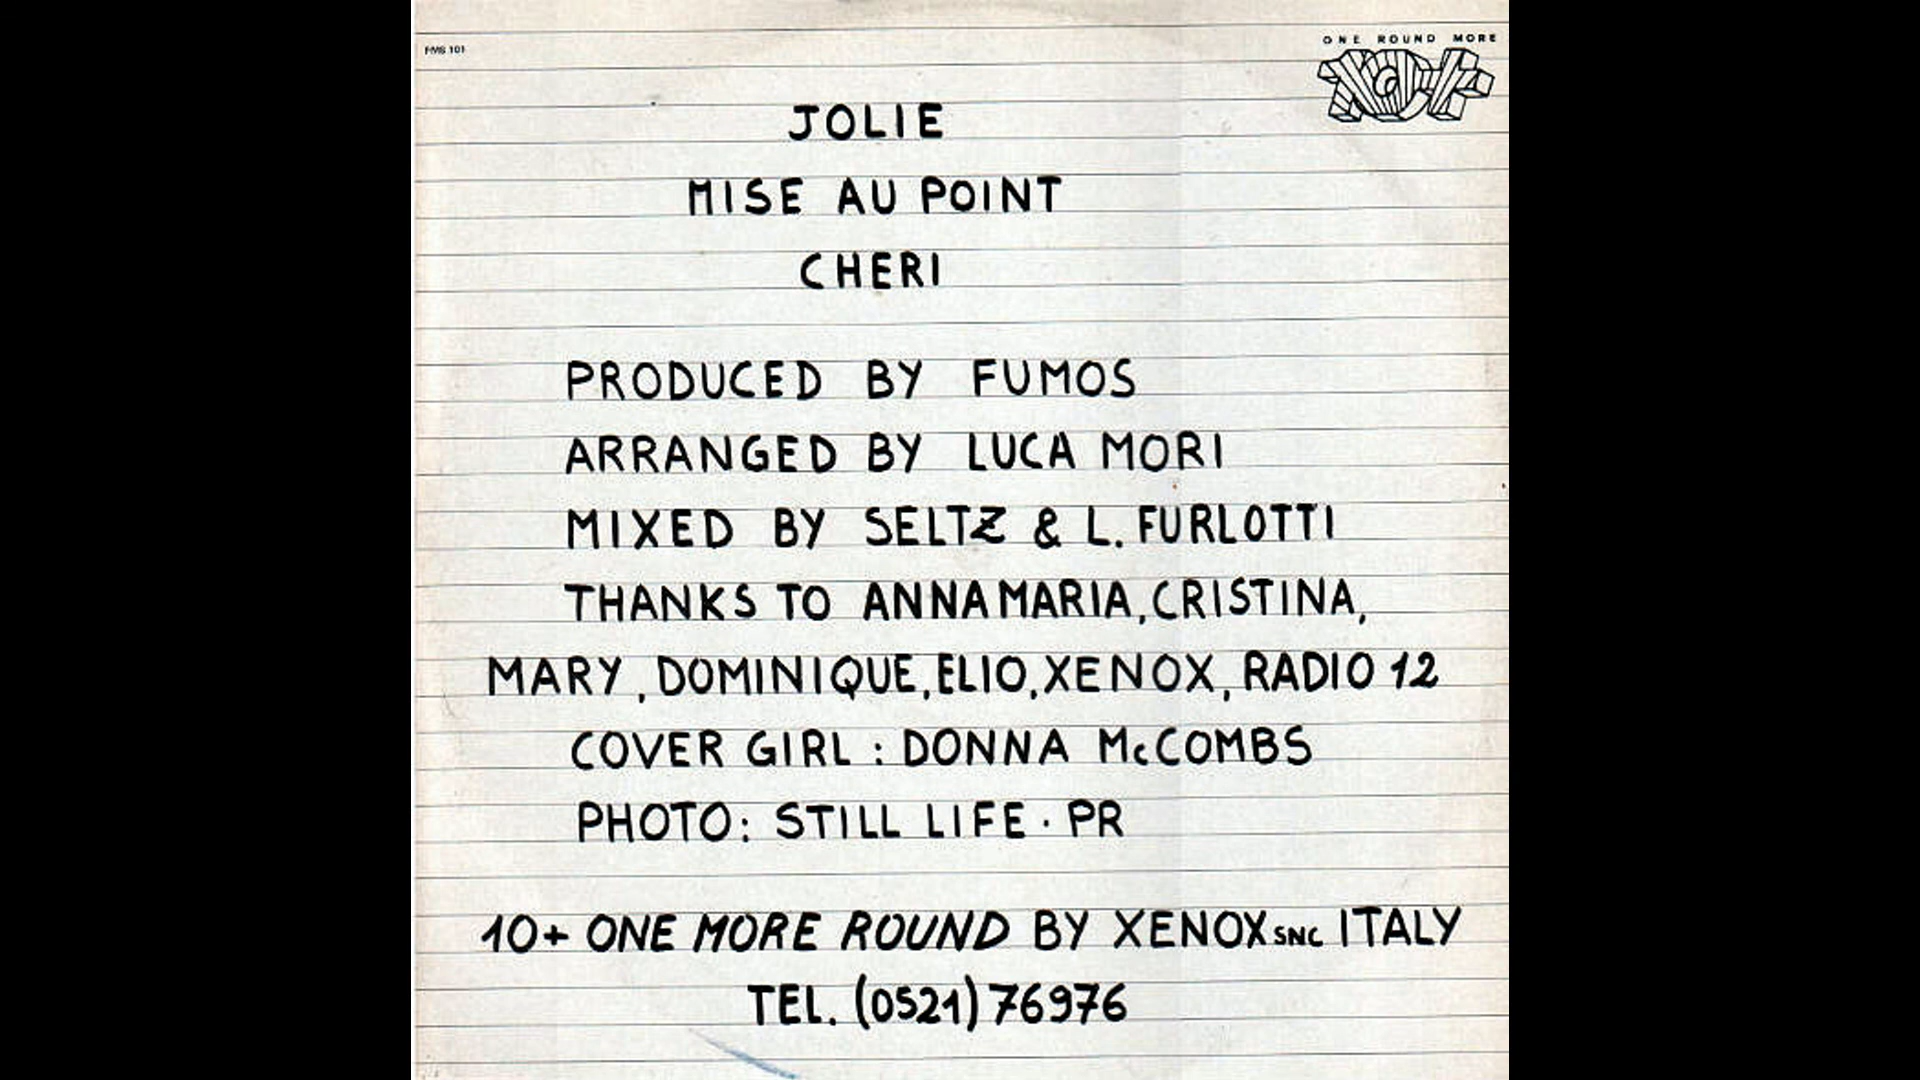 FMS 101
ONE ROUND MORE
10+
JOLIE
MISE AU POINT
CHERI
PRODUCED BY FUMOS
ARRANGED BY LUCA MORI
MIXED BY SELTZ & L. FURLOTTI
THANKS TO ANNAMARIA, CRISTINA,
MARY, DOMINIQUE, ELIO, XENOX, RADIO 12
COVER GIRL: DONNA McCOMBS
PHOTO: STILL LIFE · PR
10+ ONE MORE ROUND BY XENOX SNC ITALY
TEL. (0521) 76976